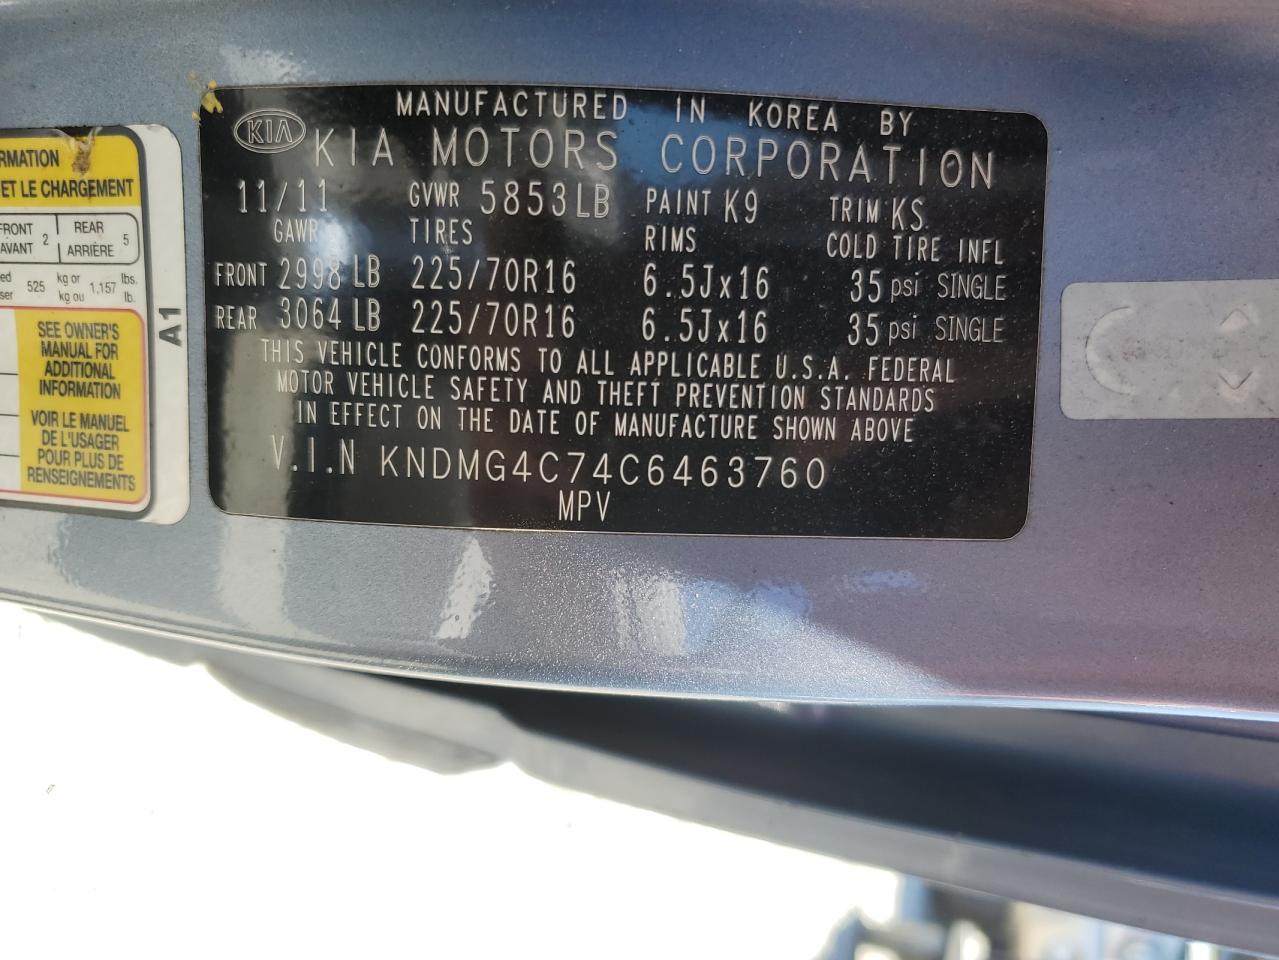 MANUFACTURED IN KOREA BY
KIA KIA MOTORS CORPORATION
11/11 GVWR 5853LB PAINT K9 TRIM KS
GAWR TIRES RIMS COLD TIRE INFL
FRONT 2998 LB 225/70R16 6.5Jx16 35 psi SINGLE
REAR 3064 LB 225/70R16 6.5Jx16 35 psi SINGLE
THIS VEHICLE CONFORMS TO ALL APPLICABLE U.S.A. FEDERAL
MOTOR VEHICLE SAFETY AND THEFT PREVENTION STANDARDS
IN EFFECT ON THE DATE OF MANUFACTURE SHOWN ABOVE
V.I.N KNDMG4C74C6463760
MPV
ET LE CHARGEMENT
FRONT 2 REAR 5
AVANT ARRIÈRE
525 kg or 1,157 lbs.
kg ou lb.
SEE OWNER'S
MANUAL FOR
ADDITIONAL
INFORMATION
VOIR LE MANUEL
DE L'USAGER
POUR PLUS DE
RENSEIGNEMENTS
A1